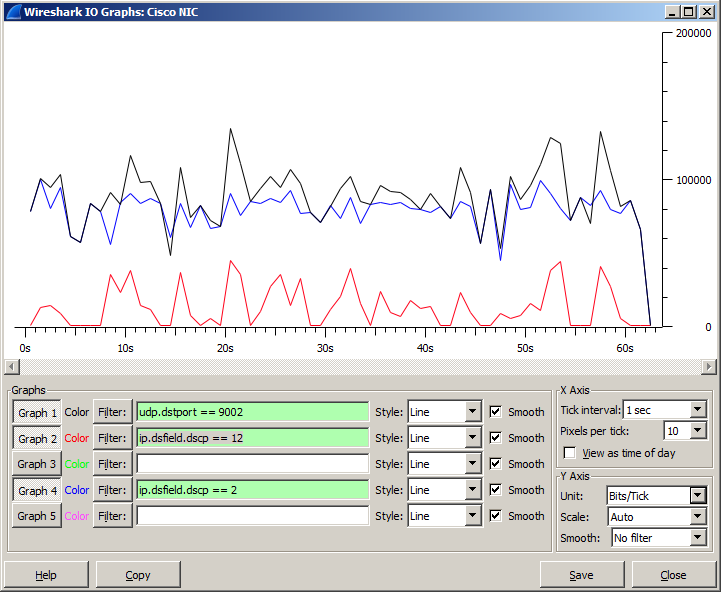 Wireshark IO Graphs: Cisco NIC
200000
100000
0
0s 10s 20s 30s 40s 50s 60s
Graphs
Graph 1 Color Filter: udp.dstport == 9002 Style: Line Smooth
Graph 2 Color Filter: ip.dsfield.dscp == 12 Style: Line Smooth
Graph 3 Color Filter: Style: Line Smooth
Graph 4 Color Filter: ip.dsfield.dscp == 2 Style: Line Smooth
Graph 5 Color Filter: Style: Line Smooth
X Axis
Tick interval: 1 sec
Pixels per tick: 10
View as time of day
Y Axis
Unit: Bits/Tick
Scale: Auto
Smooth: No filter
Help Copy Save Close